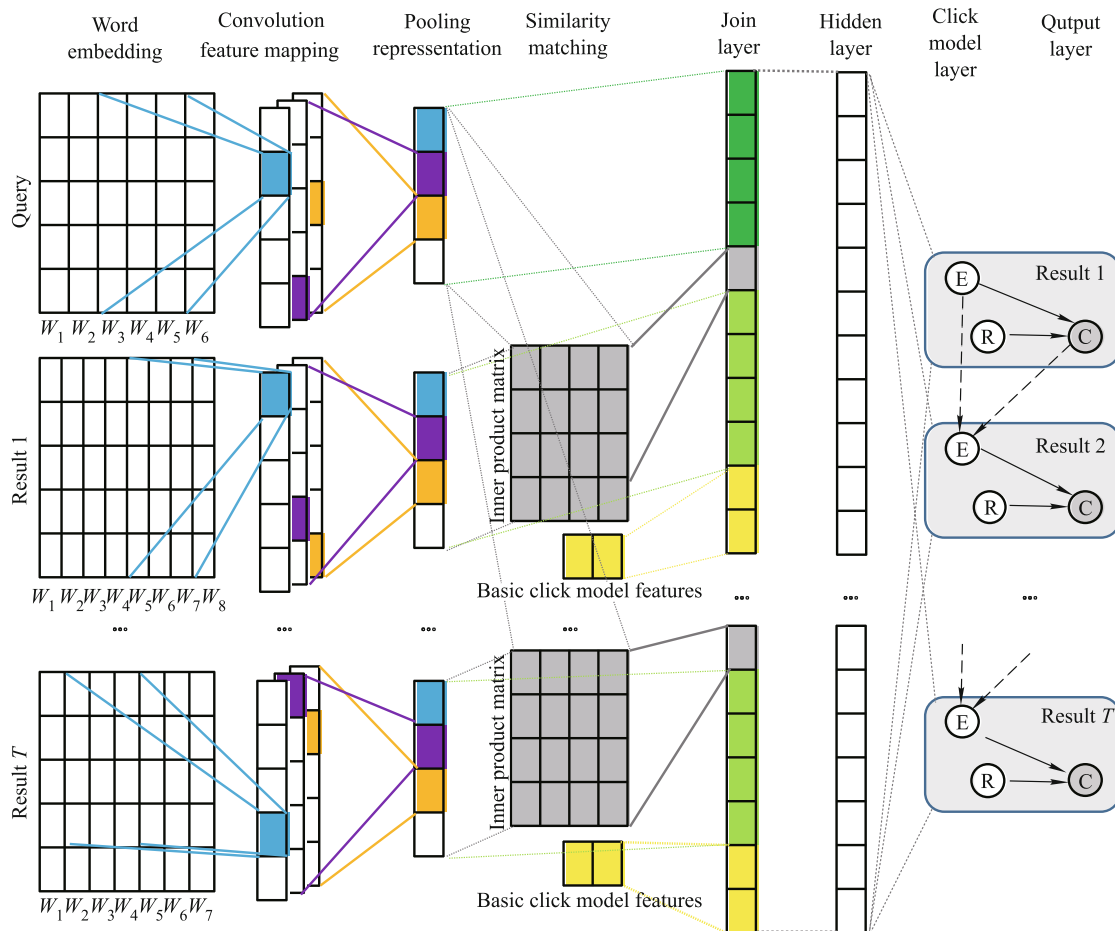 Word
embedding
Convolution
feature mapping
Pooling
repressentation
Similarity
matching
Join
layer
Hidden
layer
Click
model
layer
Qutput
layer
Query
W1 W2 W3 W4 W5 W6
Result 1
W1 W2 W3 W4 W5 W6 W7 W8
Inner product matrix
Basic click model features
Result T
W1 W2 W3 W4 W5 W6 W7
Inner product matrix
Basic click model features
Result 1
E
R
C
Result 2
E
R
C
Result T
E
R
C